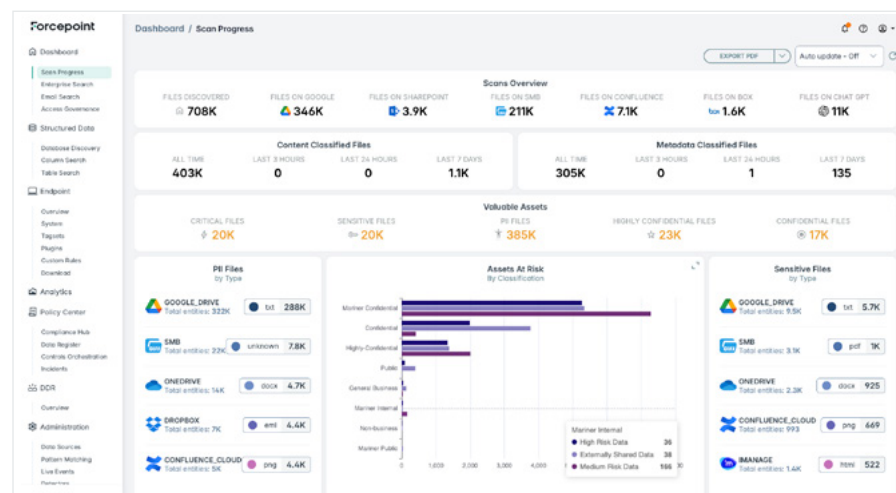 Forcepoint
Dashboard / Scan Progress
EXPORT PDF
Auto update - Off
Dashboard
Scan Progress
Enterprise Search
Email Search
Access Governance
Structured Data
Database Discovery
Column Search
Table Search
Endpoint
Overview
System
Tagsets
Plugins
Custom Rules
Download
Analytics
Policy Center
Compliance Hub
Data Register
Controls Orchestration
Incidents
DDR
Overview
Administration
Data Sources
Pattern Matching
Live Events
Detectors
Scans Overview
FILES DISCOVERED
708K
FILES ON GOOGLE
346K
FILES ON SHAREPOINT
3.9K
FILES ON SMB
211K
FILES ON CONFLUENCE
7.1K
FILES ON BOX
box 1.6K
FILES ON CHAT GPT
11K
Content Classified Files
ALL TIME
403K
LAST 3 HOURS
0
LAST 24 HOURS
0
LAST 7 DAYS
1.1K
Metadata Classified Files
ALL TIME
305K
LAST 3 HOURS
0
LAST 24 HOURS
1
LAST 7 DAYS
135
Valuable Assets
CRITICAL FILES
20K
SENSITIVE FILES
20K
PII FILES
385K
HIGHLY CONFIDENTIAL FILES
23K
CONFIDENTIAL FILES
17K
PII Files
by Type
GOOGLE_DRIVE
Total entities: 322K
txt 288K
SMB
Total entities: 22K
unknown 7.8K
ONEDRIVE
Total entities: 14K
docx 4.7K
DROPBOX
Total entities: 7K
eml 4.4K
CONFLUENCE_CLOUD
Total entities: 5K
png 4.4K
Assets At Risk
By Classification
Mariner Confidential
Confidential
Highly-Confidential
Public
General Business
Mariner Internal
Non-business
Mariner Public
0 1,000 2,000 3,000 4,000
Mariner Internal
High Risk Data 36
Externally Shared Data 38
Medium Risk Data 166
Sensitive Files
by Type
GOOGLE_DRIVE
Total entities: 9.5K
txt 5.7K
SMB
Total entities: 3.1K
pdf 1K
ONEDRIVE
Total entities: 2.3K
docx 925
CONFLUENCE_CLOUD
Total entities: 993
png 669
IMANAGE
Total entities: 1.4K
html 522